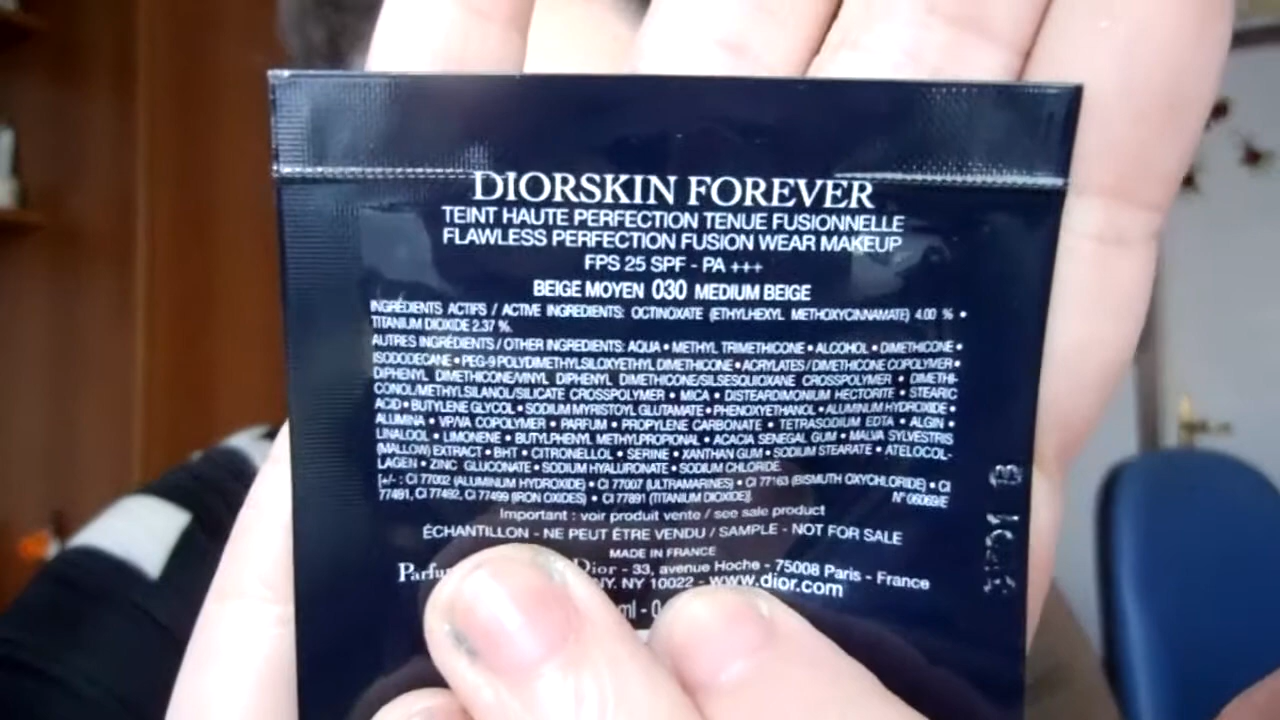 DIORSKIN FOREVER
TEINT HAUTE PERFECTION TENUE FUSIONNELLE
FLAWLESS PERFECTION FUSION WEAR MAKEUP
FPS 25 SPF - PA +++
BEIGE MOYEN 030 MEDIUM BEIGE
INGRÉDIENTS ACTIFS / ACTIVE INGREDIENTS: OCTINOXATE (ETHYLHEXYL METHOXYCINNAMATE) 4.00 % •
TITANIUM DIOXIDE 2.37 %.
AUTRES INGRÉDIENTS / OTHER INGREDIENTS: AQUA • METHYL TRIMETHICONE • ALCOHOL • DIMETHICONE •
ISODODECANE • PEG-9 POLYDIMETHYLSILOXYETHYL DIMETHICONE • ACRYLATES / DIMETHICONE COPOLYMER •
DIPHENYL DIMETHICONE/VINYL DIPHENYL DIMETHICONE/SILSESQUIOXANE CROSSPOLYMER • DIMETHI-
CONOL/METHYLSILANOL/SILICATE CROSSPOLYMER • MICA • DISTEARDIMONIUM HECTORITE • STEARIC
ACID • BUTYLENE GLYCOL • SODIUM MYRISTOYL GLUTAMATE • PHENOXYETHANOL • ALUMINUM HYDROXIDE •
ALUMINA • VP/VA COPOLYMER • PARFUM • PROPYLENE CARBONATE • TETRASODIUM EDTA • ALGIN •
LINALOOL • LIMONENE • BUTYLPHENYL METHYLPROPIONAL • ACACIA SENEGAL GUM • MALVA SYLVESTRIS
(MALLOW) EXTRACT • BHT • CITRONELLOL • SERINE • XANTHAN GUM • SODIUM STEARATE • ATELOCOL-
LAGEN • ZINC GLUCONATE • SODIUM HYALURONATE • SODIUM CHLORIDE.
[+/- : CI 77002 (ALUMINUM HYDROXIDE) • CI 77007 (ULTRAMARINES) • CI 77163 (BISMUTH OXYCHLORIDE) • CI
77491, CI 77492, CI 77499 (IRON OXIDES) • CI 77891 (TITANIUM DIOXIDE)]. N° 06069/E
Important : voir produit vente / see sale product
ÉCHANTILLON - NE PEUT ÊTRE VENDU / SAMPLE - NOT FOR SALE
MADE IN FRANCE
Dior - 33, avenue Hoche - 75008 Paris - France
NY 10022 - www.dior.com
ml - 0